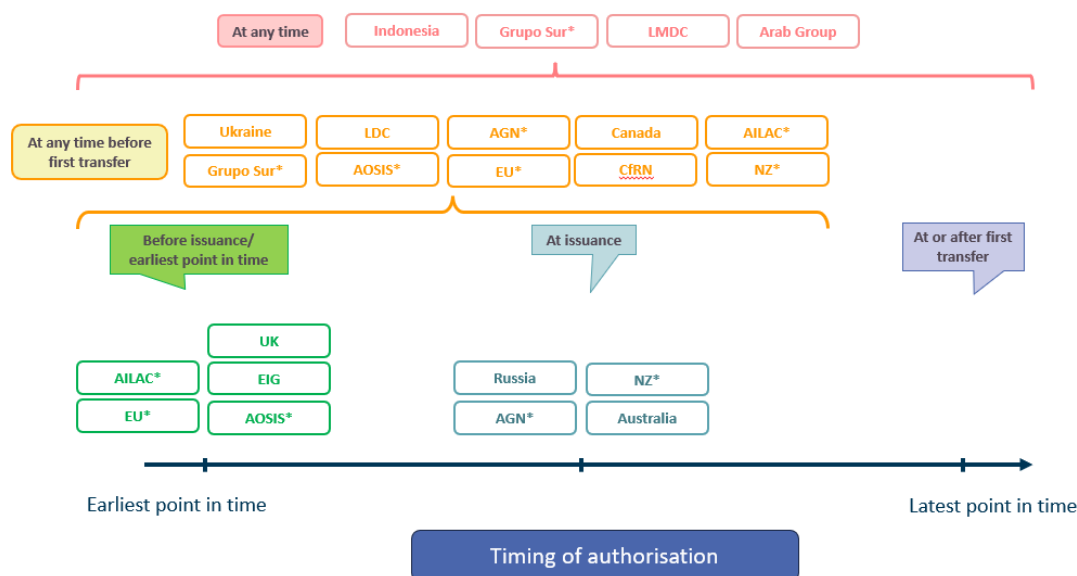 At any time
Indonesia
Grupo Sur*
LMDC
Arab Group
At any time before
first transfer
Ukraine
LDC
AGN*
Canada
AILAC*
Grupo Sur*
AOSIS*
EU*
CfRN
NZ*
Before issuance/
earliest point in time
At issuance
At or after first
transfer
UK
AILAC*
EIG
EU*
AOSIS*
Russia
NZ*
AGN*
Australia
Earliest point in time
Latest point in time
Timing of authorisation